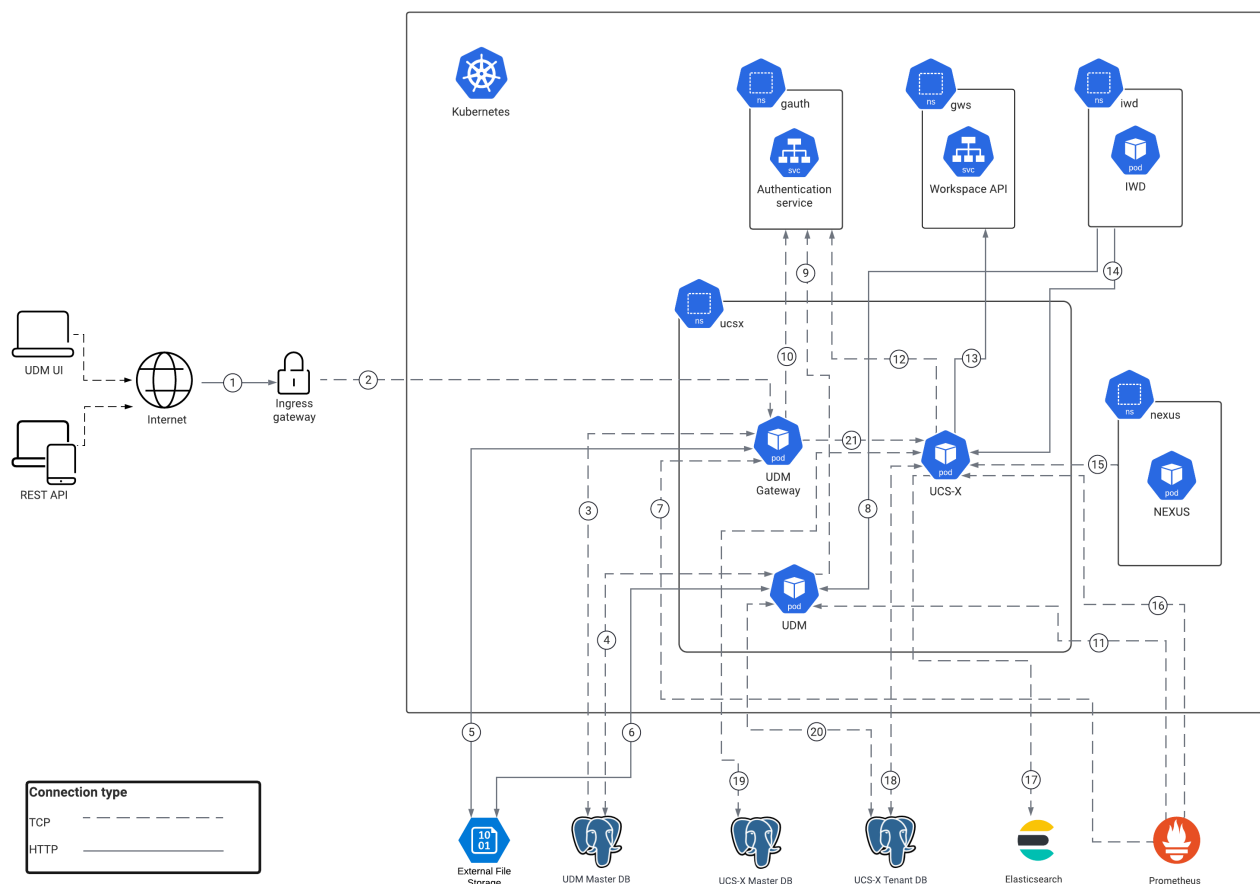 Kubernetes
ns
gauth
svc
Authentication
service
ns
gws
svc
Workspace API
ns
iwd
pod
IWD
9
14
ns
ucsx
UDM UI
10
12
13
1
2
Internet
Ingress
gateway
ns
nexus
REST API
pod
UDM
Gateway
21
pod
UCS-X
15
pod
NEXUS
3
7
8
pod
UDM
16
4
11
5
6
20
19
18
17
Connection type
TCP
HTTP
10
01
External File
Storage
UDM Master DB
UCS-X Master DB
UCS-X Tenant DB
Elasticsearch
Prometheus